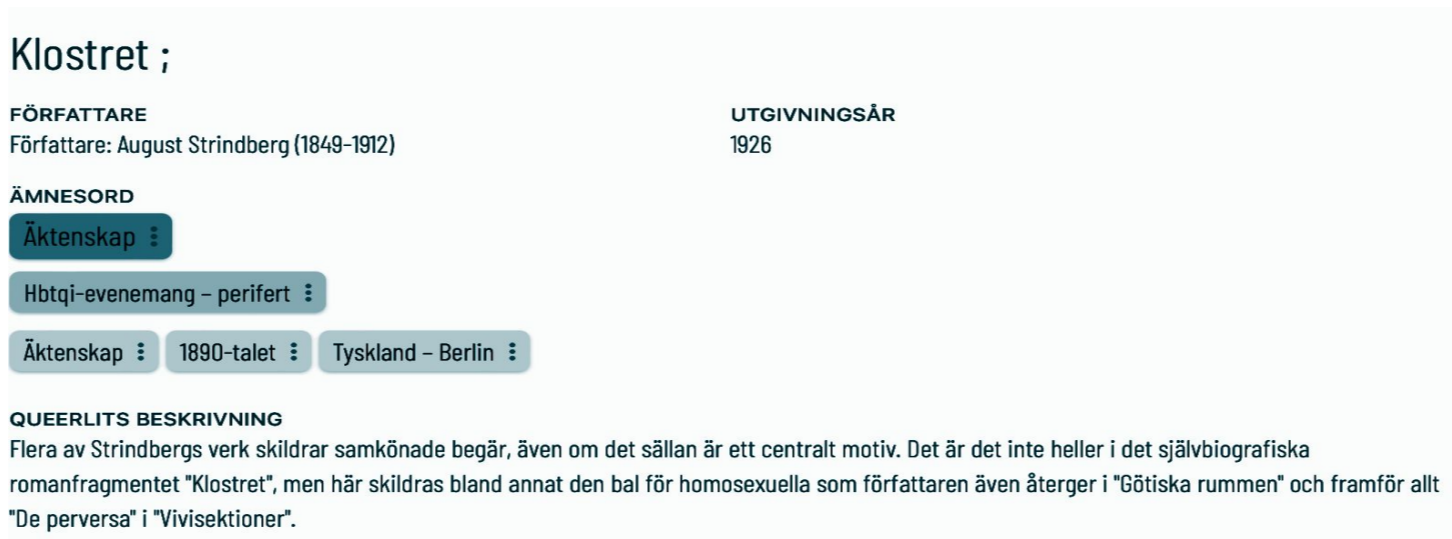 Klostret ;
FÖRFATTARE
Författare: August Strindberg (1849-1912)
UTGIVNINGSÅR
1926
ÄMNESORD
Äktenskap
Hbtqi-evenemang – perifert
Äktenskap 1890-talet Tyskland – Berlin
QUEERLITS BESKRIVNING
Flera av Strindbergs verk skildrar samkönade begär, även om det sällan är ett centralt motiv. Det är det inte heller i det självbiografiska
romanfragmentet "Klostret", men här skildras bland annat den bal för homosexuella som författaren även återger i "Götiska rummen" och framför allt
"De perversa" i "Vivisektioner".